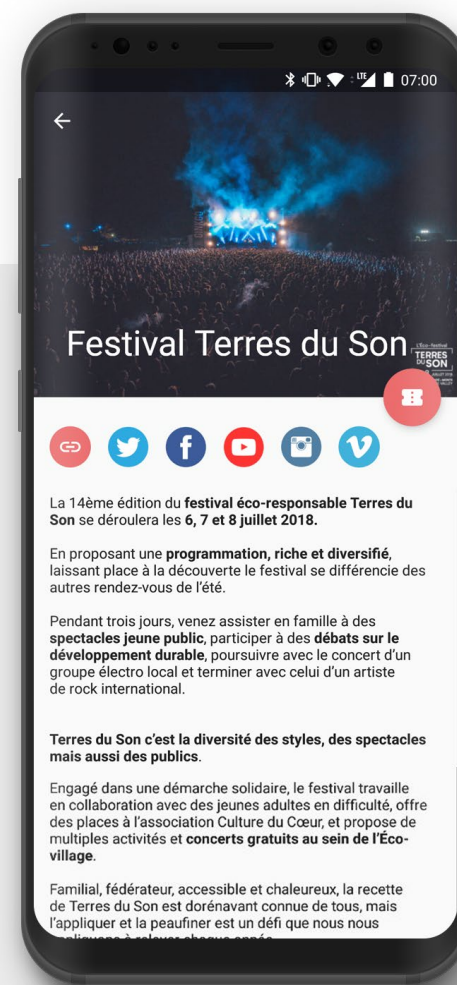 LTE 07:00
Festival Terres du Son
L'Éco-festival
TERRES
DU SON
La 14ème édition du festival éco-responsable Terres du
Son se déroulera les 6, 7 et 8 juillet 2018.
En proposant une programmation, riche et diversifié,
laissant place à la découverte le festival se différencie des
autres rendez-vous de l'été.
Pendant trois jours, venez assister en famille à des
spectacles jeune public, participer à des débats sur le
développement durable, poursuivre avec le concert d'un
groupe électro local et terminer avec celui d'un artiste
de rock international.
Terres du Son c'est la diversité des styles, des spectacles
mais aussi des publics.
Engagé dans une démarche solidaire, le festival travaille
en collaboration avec des jeunes adultes en difficulté, offre
des places à l'association Culture du Cœur, et propose de
multiples activités et concerts gratuits au sein de l'Éco-
village.
Familial, fédérateur, accessible et chaleureux, la recette
de Terres du Son est dorénavant connue de tous, mais
l'appliquer et la peaufiner est un défi que nous nous